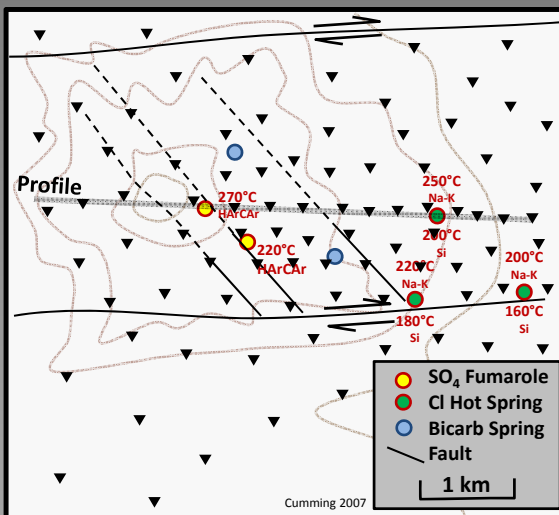 Profile
270°C
HArCAr
220°C
HArCAr
250°C
Na-K
200°C
Si
220°C
Na-K
180°C
Si
200°C
Na-K
160°C
Si
SO4 Fumarole
Cl Hot Spring
Bicarb Spring
Fault
1 km
Cumming 2007